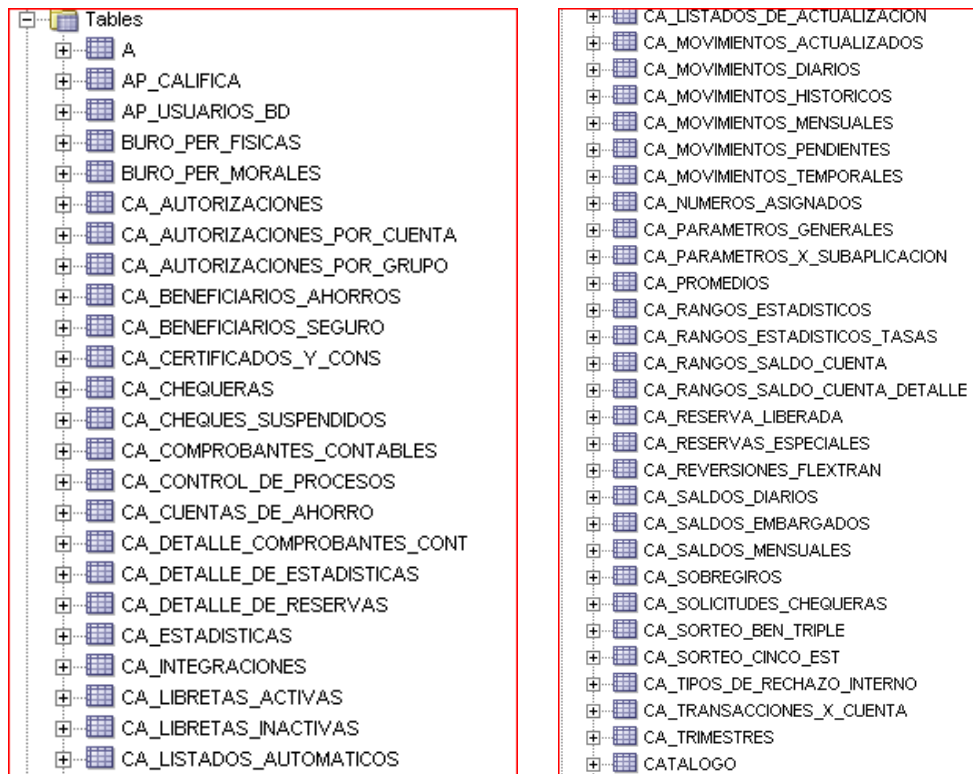 Tables
A
AP_CALIFICA
AP_USUARIOS_BD
BURO_PER_FISICAS
BURO_PER_MORALES
CA_AUTORIZACIONES
CA_AUTORIZACIONES_POR_CUENTA
CA_AUTORIZACIONES_POR_GRUPO
CA_BENEFICIARIOS_AHORROS
CA_BENEFICIARIOS_SEGURO
CA_CERTIFICADOS_Y_CONS
CA_CHEQUERAS
CA_CHEQUES_SUSPENDIDOS
CA_COMPROBANTES_CONTABLES
CA_CONTROL_DE_PROCESOS
CA_CUENTAS_DE_AHORRO
CA_DETALLE_COMPROBANTES_CONT
CA_DETALLE_DE_ESTADISTICAS
CA_DETALLE_DE_RESERVAS
CA_ESTADISTICAS
CA_INTEGRACIONES
CA_LIBRETAS_ACTIVAS
CA_LIBRETAS_INACTIVAS
CA_LISTADOS_AUTOMATICOS
CA_LISTADOS_DE_ACTUALIZACION
CA_MOVIMIENTOS_ACTUALIZADOS
CA_MOVIMIENTOS_DIARIOS
CA_MOVIMIENTOS_HISTORICOS
CA_MOVIMIENTOS_MENSUALES
CA_MOVIMIENTOS_PENDIENTES
CA_MOVIMIENTOS_TEMPORALES
CA_NUMEROS_ASIGNADOS
CA_PARAMETROS_GENERALES
CA_PARAMETROS_X_SUBAPLICACION
CA_PROMEDIOS
CA_RANGOS_ESTADISTICOS
CA_RANGOS_ESTADISTICOS_TASAS
CA_RANGOS_SALDO_CUENTA
CA_RANGOS_SALDO_CUENTA_DETALLE
CA_RESERVA_LIBERADA
CA_RESERVAS_ESPECIALES
CA_REVERSIONES_FLEXTRAN
CA_SALDOS_DIARIOS
CA_SALDOS_EMBARGADOS
CA_SALDOS_MENSUALES
CA_SOBREGIROS
CA_SOLICITUDES_CHEQUERAS
CA_SORTEO_BEN_TRIPLE
CA_SORTEO_CINCO_EST
CA_TIPOS_DE_RECHAZO_INTERNO
CA_TRANSACCIONES_X_CUENTA
CA_TRIMESTRES
CATALOGO